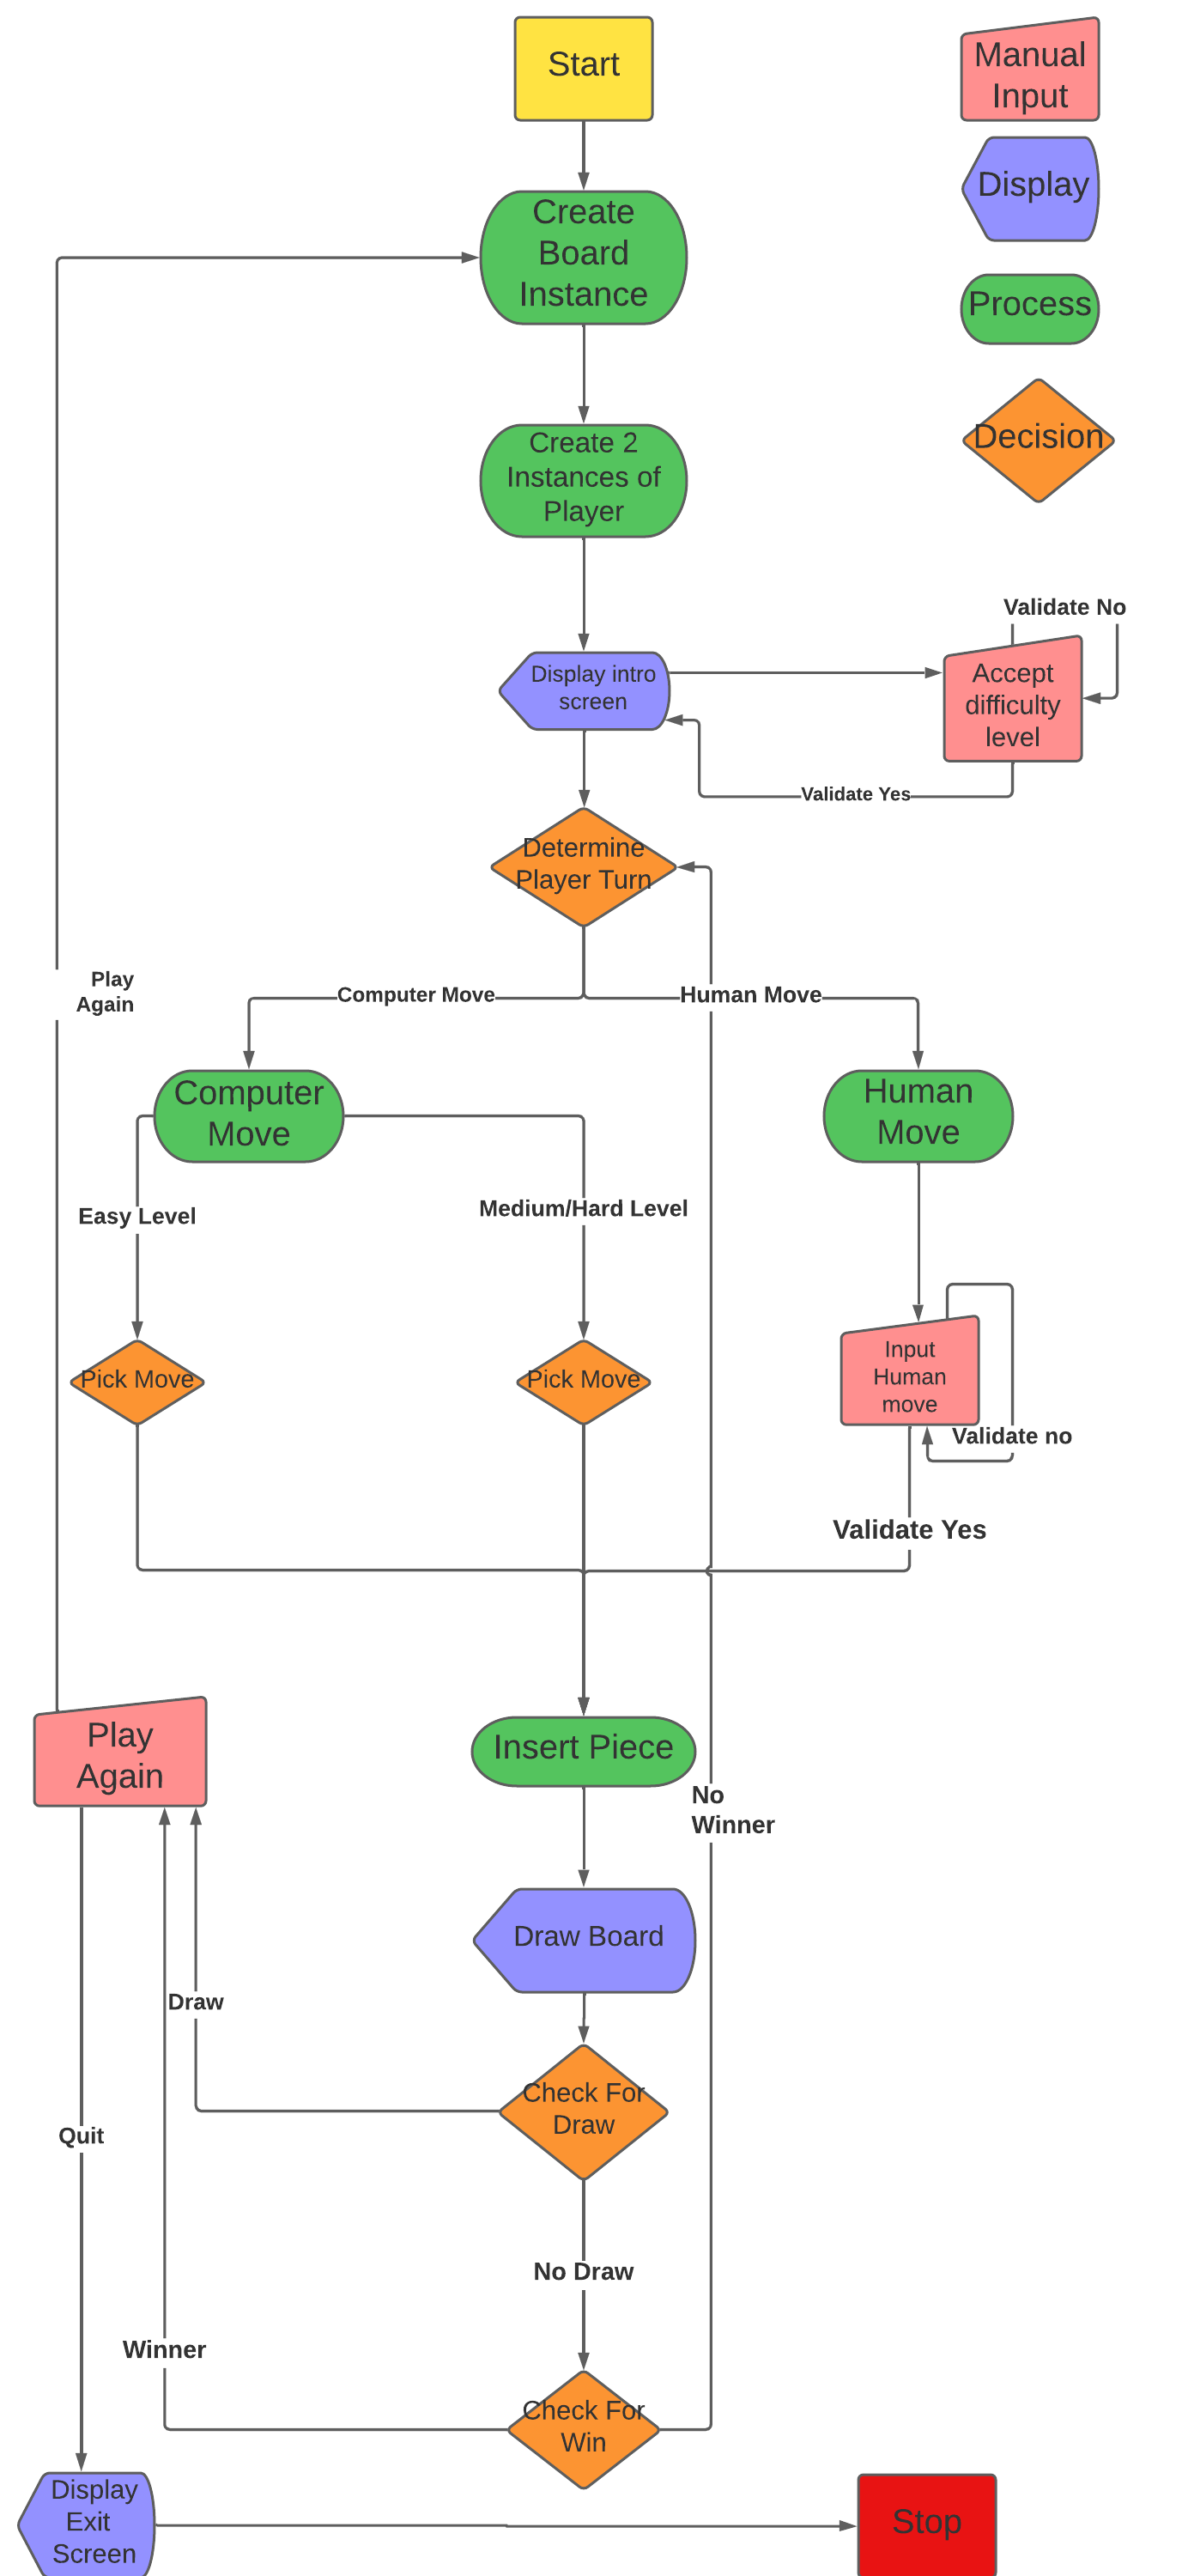 Start
Manual
Input
Display
Create
Board
Instance
Process
Decision
Create 2
Instances of
Player
Validate No
Display intro
screen
Accept
difficulty
level
Validate Yes
Determine
Player Turn
Play
Again
Computer Move
Human Move
Computer
Move
Human
Move
Easy Level
Medium/Hard Level
Pick Move
Pick Move
Input
Human
move
Validate no
Validate Yes
Play
Again
Insert Piece
No
Winner
Draw Board
Draw
Check For
Draw
Quit
No Draw
Winner
Check For
Win
Display
Exit
Screen
Stop